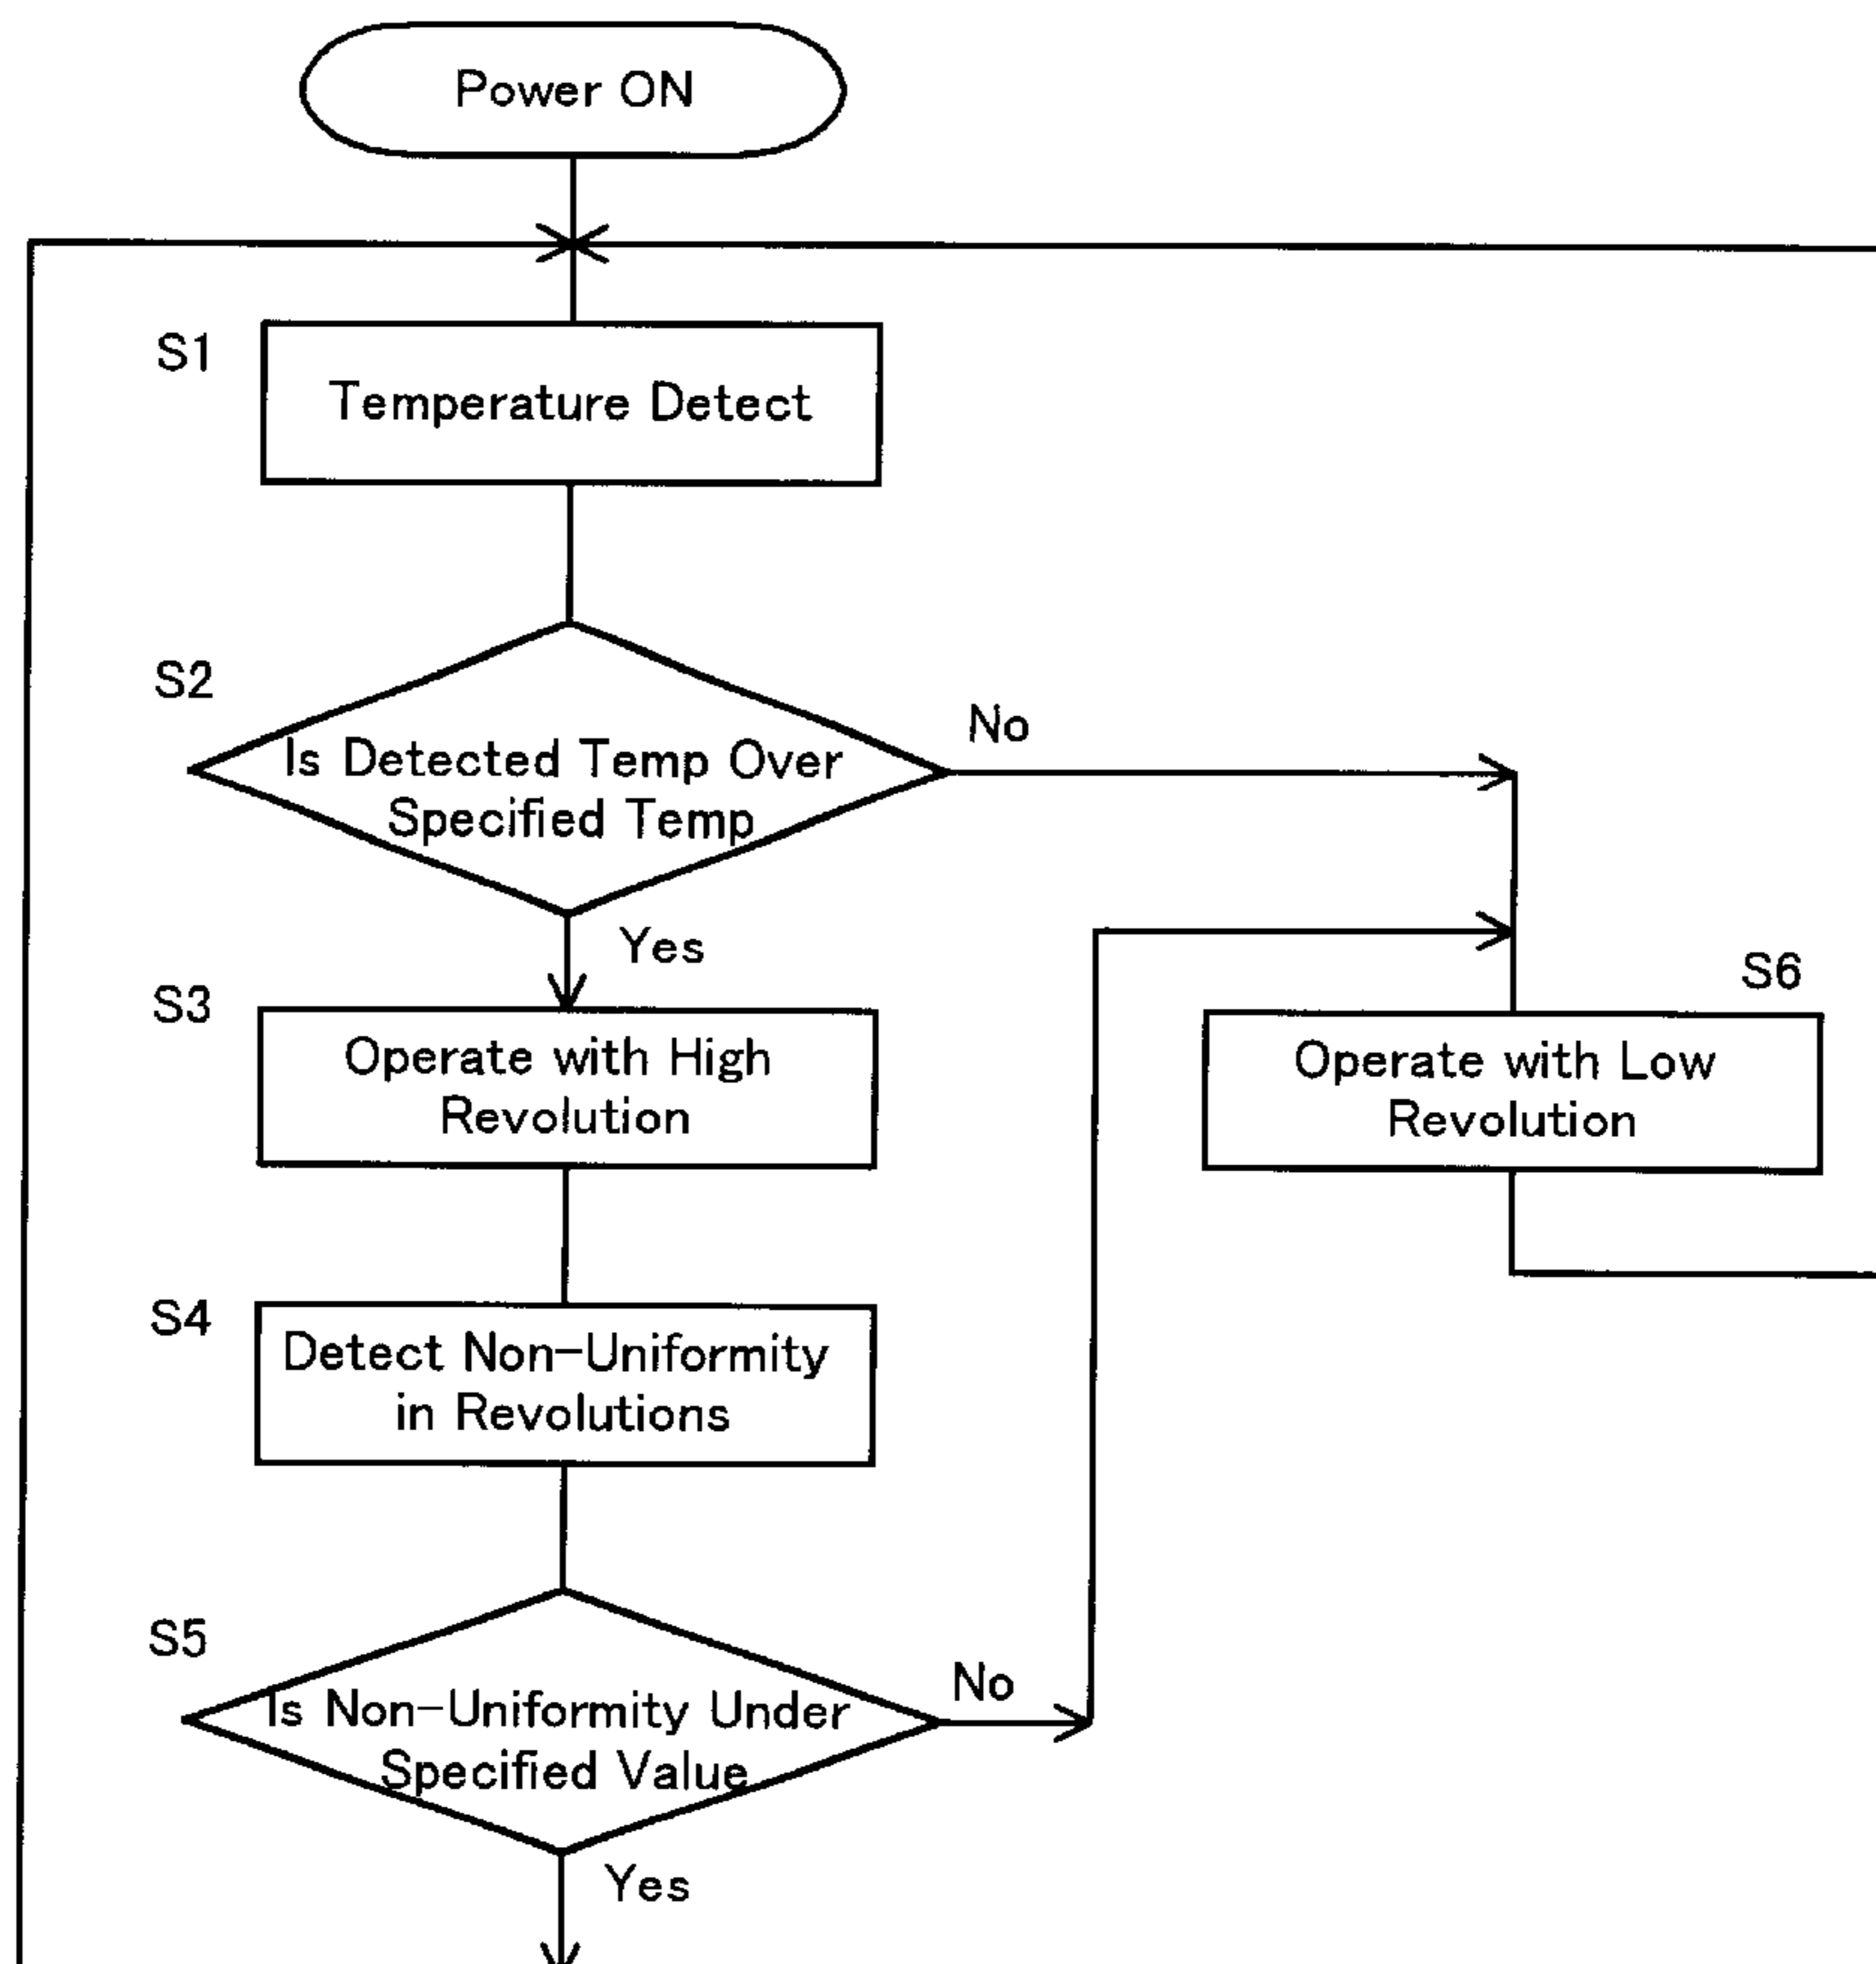 Power ON
S1
Temperature Detect
S2
Is Detected Temp Over
Specified Temp
No
Yes
S3
Operate with High
Revolution
S6
Operate with Low
Revolution
S4
Detect Non-Uniformity
in Revolutions
S5
Is Non-Uniformity Under
Specified Value
No
Yes